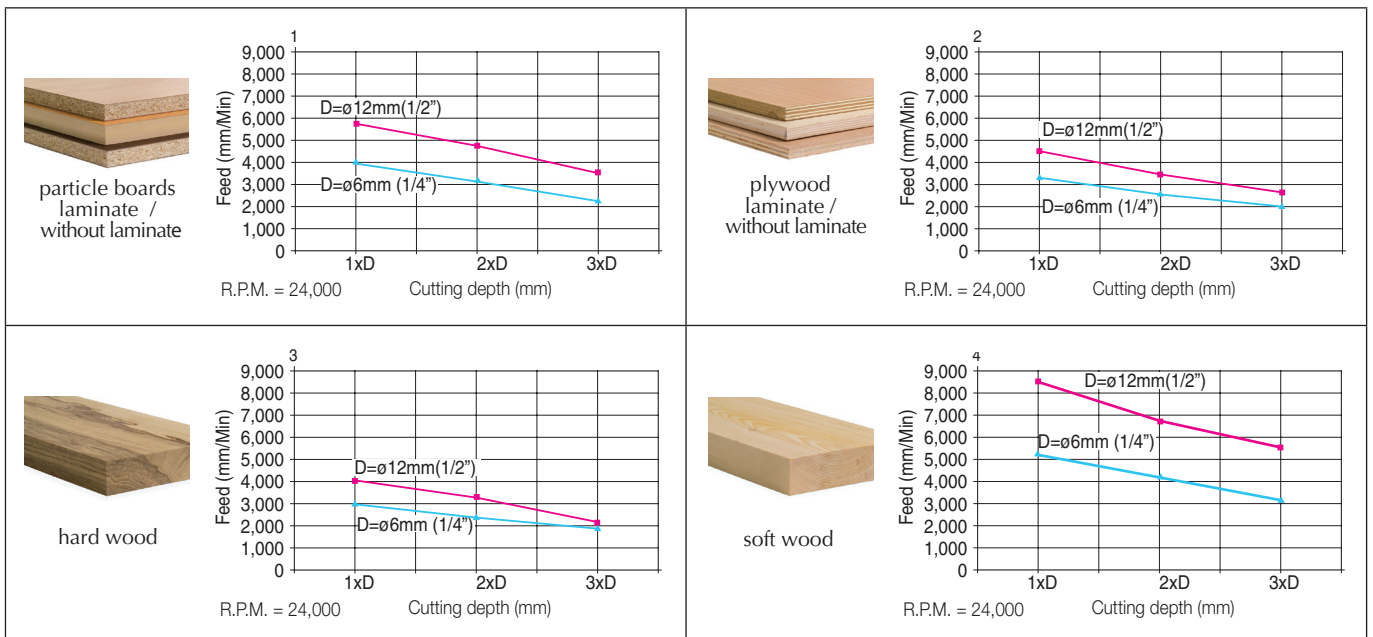 1
9,000
8,000
7,000
6,000
5,000
4,000
3,000
2,000
1,000
0
Feed (mm/Min)
D=ø12mm(1/2”)
D=ø6mm (1/4”)
1xD 2xD 3xD
R.P.M. = 24,000 Cutting depth (mm)
particle boards
laminate /
without laminate
2
9,000
8,000
7,000
6,000
5,000
4,000
3,000
2,000
1,000
0
Feed (mm/Min)
D=ø12mm(1/2”)
D=ø6mm (1/4”)
1xD 2xD 3xD
R.P.M. = 24,000 Cutting depth (mm)
plywood
laminate /
without laminate
3
9,000
8,000
7,000
6,000
5,000
4,000
3,000
2,000
1,000
0
Feed (mm/Min)
D=ø12mm(1/2”)
D=ø6mm (1/4”)
1xD 2xD 3xD
R.P.M. = 24,000 Cutting depth (mm)
hard wood
4
9,000
8,000
7,000
6,000
5,000
4,000
3,000
2,000
1,000
0
Feed (mm/Min)
D=ø12mm(1/2”)
D=ø6mm (1/4”)
1xD 2xD 3xD
R.P.M. = 24,000 Cutting depth (mm)
soft wood